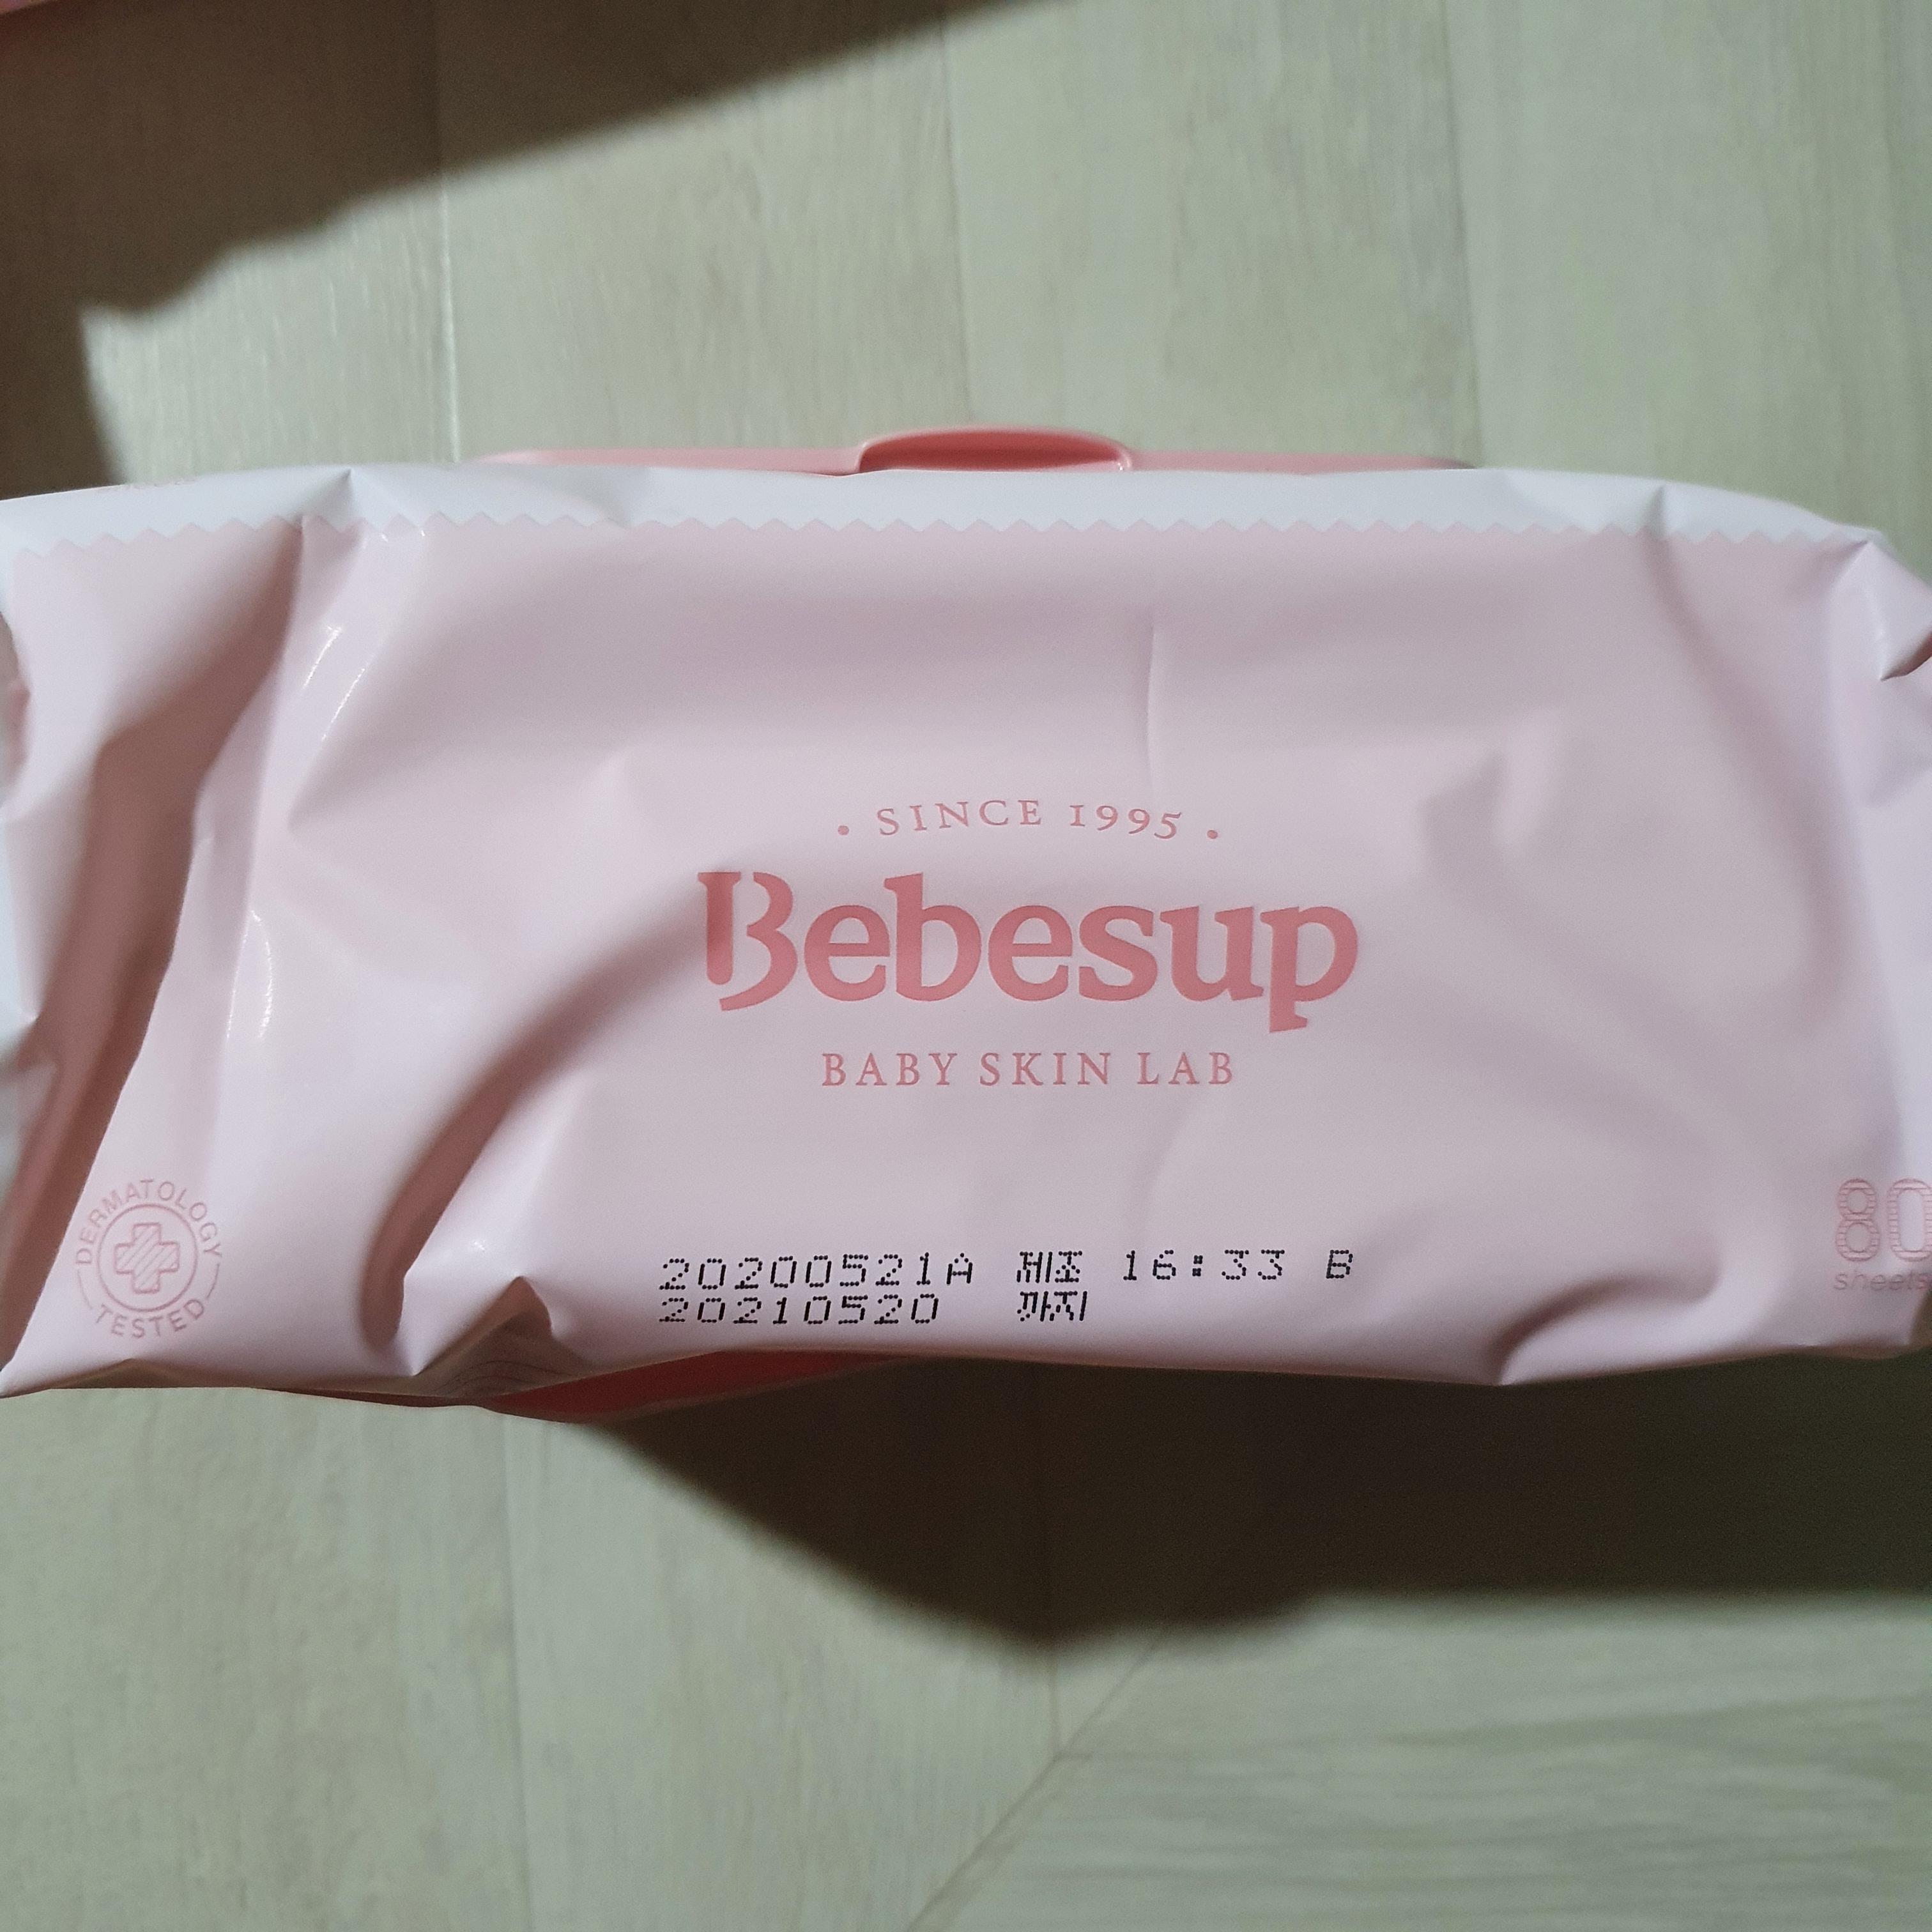 · SINCE 1995 ·
Bebesup
BABY SKIN LAB
DERMATOLOGY
TESTED
80
sheets
20200521A 제조 16:33 B
20210520 까지